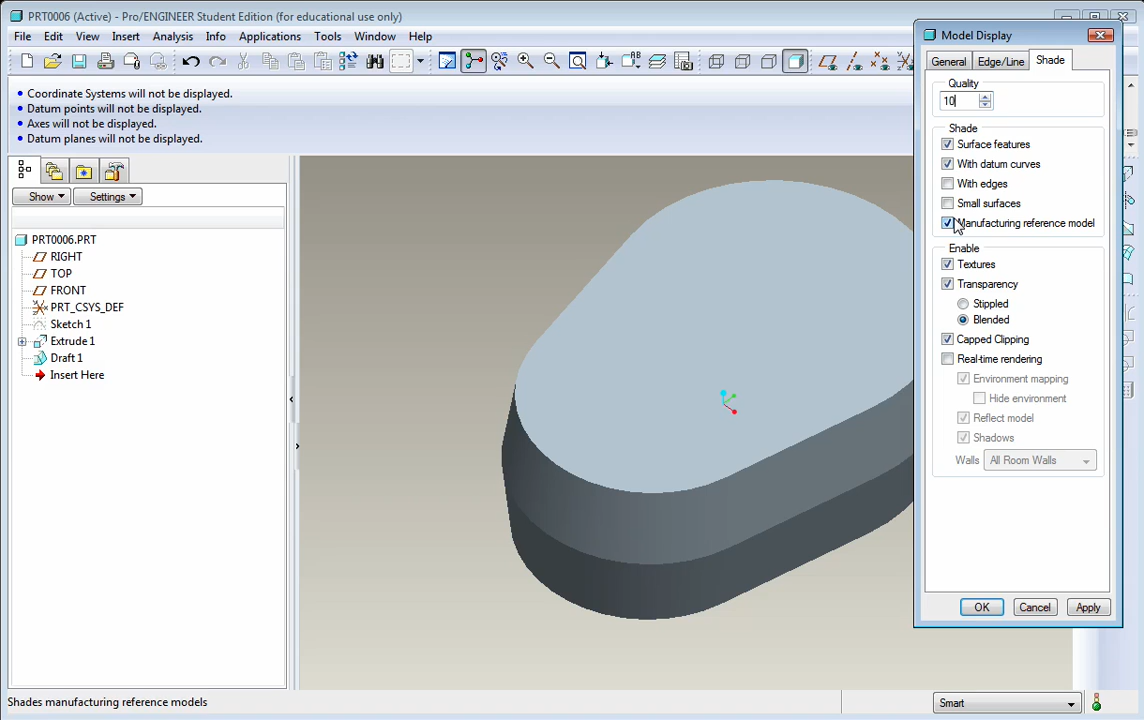 PRT0006 (Active) - Pro/ENGINEER Student Edition (for educational use only)
File Edit View Insert Analysis Info Applications Tools Window Help
• Coordinate Systems will not be displayed.
• Datum points will not be displayed.
• Axes will not be displayed.
• Datum planes will not be displayed.
Show Settings
PRT0006.PRT
RIGHT
TOP
FRONT
PRT_CSYS_DEF
Sketch 1
Extrude 1
Draft 1
Insert Here
Model Display
General Edge/Line Shade
Quality
10
Shade
Surface features
With datum curves
With edges
Small surfaces
Manufacturing reference model
Enable
Textures
Transparency
Stippled
Blended
Capped Clipping
Real-time rendering
Environment mapping
Hide environment
Reflect model
Shadows
Walls All Room Walls
OK Cancel Apply
Shades manufacturing reference models
Smart